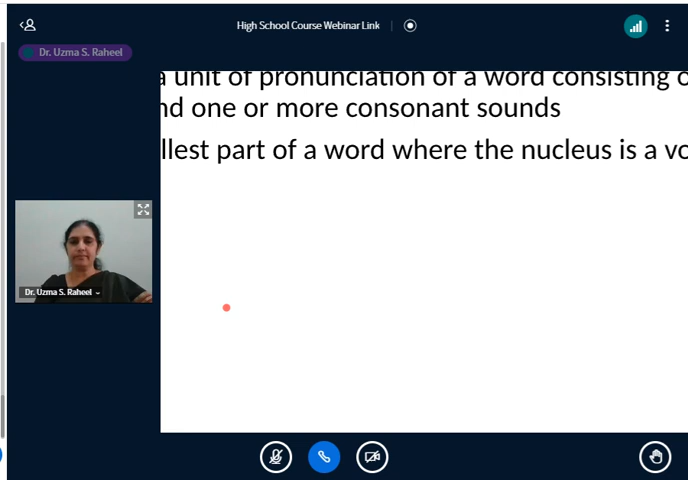 High School Course Webinar Link
Dr. Uzma S. Raheel
a unit of pronunciation of a word consisting o
nd one or more consonant sounds
llest part of a word where the nucleus is a vo
Dr. Uzma S. Raheel